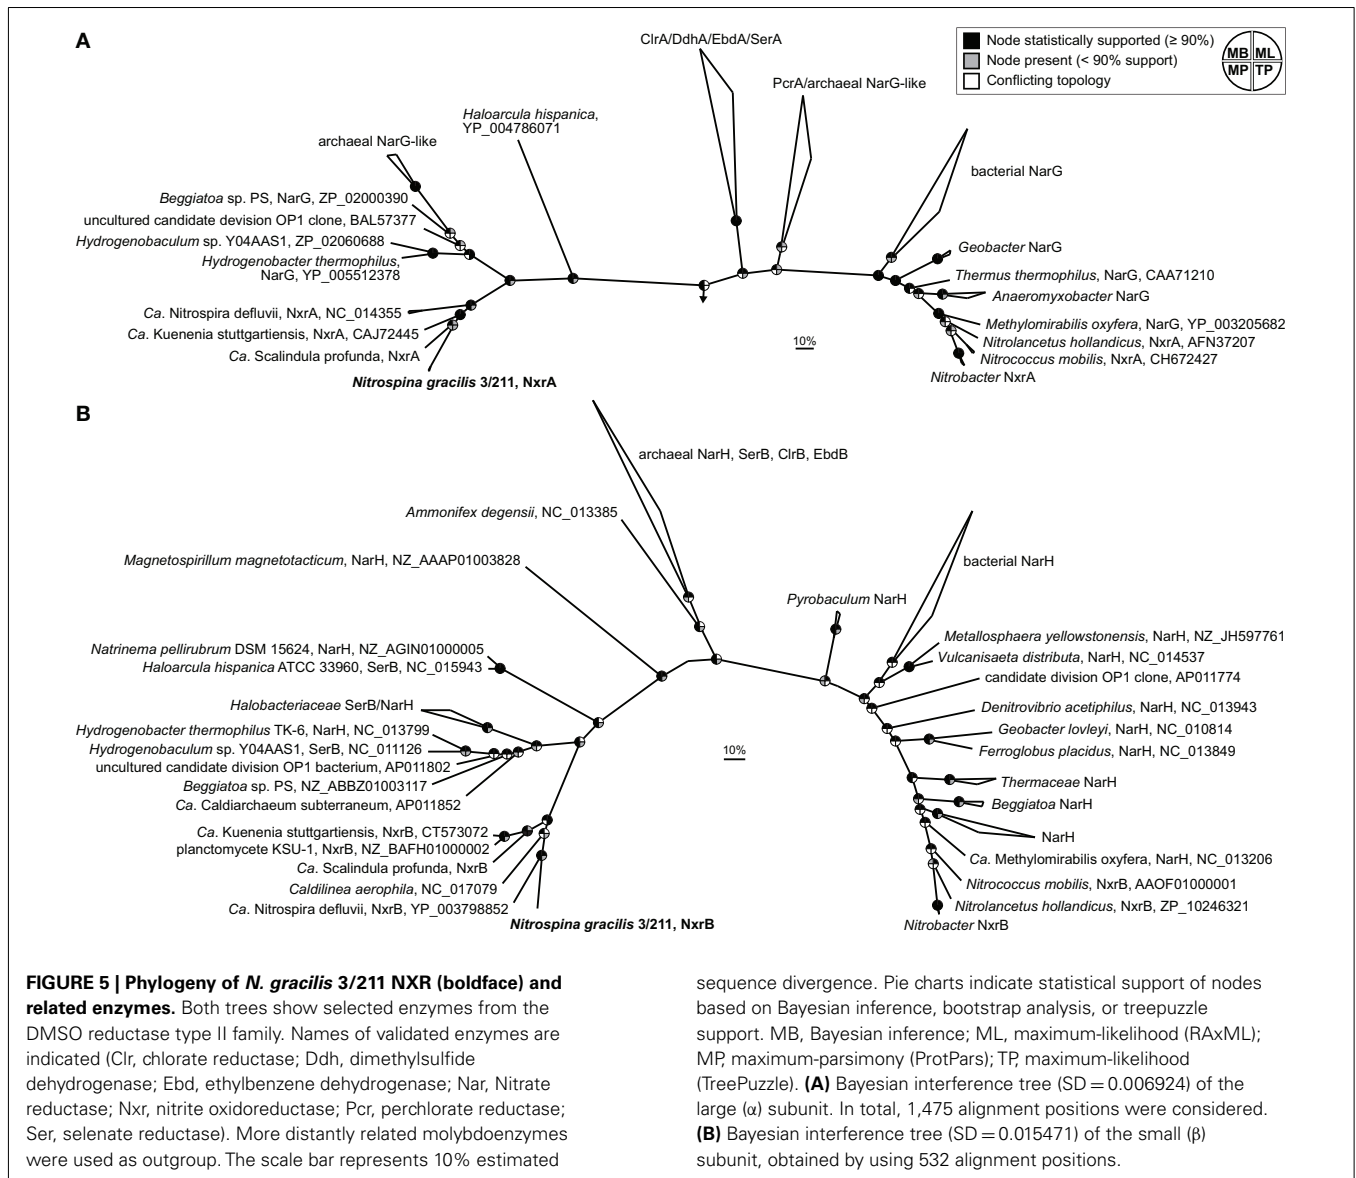 A
ClrA/DdhA/EbdA/SerA
Node statistically supported (≥ 90%)
Node present (< 90% support)
Conflicting topology
MB ML
MP TP
PcrA/archaeal NarG-like
Haloarcula hispanica,
YP_004786071
archaeal NarG-like
bacterial NarG
Beggiatoa sp. PS, NarG, ZP_02000390
uncultured candidate devision OP1 clone, BAL57377
Hydrogenobaculum sp. Y04AAS1, ZP_02060688
Hydrogenobacter thermophilus,
NarG, YP_005512378
Geobacter NarG
Thermus thermophilus, NarG, CAA71210
Anaeromyxobacter NarG
Ca. Nitrospira defluvii, NxrA, NC_014355
Ca. Kuenenia stuttgartiensis, NxrA, CAJ72445
Ca. Scalindula profunda, NxrA
Nitrospina gracilis 3/211, NxrA
10%
Methylomirabilis oxyfera, NarG, YP_003205682
Nitrolancetus hollandicus, NxrA, AFN37207
Nitrococcus mobilis, NxrA, CH672427
Nitrobacter NxrA
B
archaeal NarH, SerB, ClrB, EbdB
Ammonifex degensii, NC_013385
Magnetospirillum magnetotacticum, NarH, NZ_AAAP01003828
bacterial NarH
Pyrobaculum NarH
Natrinema pellirubrum DSM 15624, NarH, NZ_AGIN01000005
Haloarcula hispanica ATCC 33960, SerB, NC_015943
Metallosphaera yellowstonensis, NarH, NZ_JH597761
Vulcanisaeta distributa, NarH, NC_014537
candidate division OP1 clone, AP011774
Halobacteriaceae SerB/NarH
Hydrogenobacter thermophilus TK-6, NarH, NC_013799
Hydrogenobaculum sp. Y04AAS1, SerB, NC_011126
uncultured candidate division OP1 bacterium, AP011802
Beggiatoa sp. PS, NZ_ABBZ01003117
Ca. Caldiarchaeum subterraneum, AP011852
10%
Denitrovibrio acetiphilus, NarH, NC_013943
Geobacter lovleyi, NarH, NC_010814
Ferroglobus placidus, NarH, NC_013849
Thermaceae NarH
Beggiatoa NarH
NarH
Ca. Kuenenia stuttgartiensis, NxrB, CT573072
planctomycete KSU-1, NxrB, NZ_BAFH01000002
Ca. Scalindula profunda, NxrB
Caldilinea aerophila, NC_017079
Ca. Nitrospira defluvii, NxrB, YP_003798852
Nitrospina gracilis 3/211, NxrB
Ca. Methylomirabilis oxyfera, NarH, NC_013206
Nitrococcus mobilis, NxrB, AAOF01000001
Nitrolancetus hollandicus, NxrB, ZP_10246321
Nitrobacter NxrB
FIGURE 5 | Phylogeny of N. gracilis 3/211 NXR (boldface) and
related enzymes. Both trees show selected enzymes from the
DMSO reductase type II family. Names of validated enzymes are
indicated (Clr, chlorate reductase; Ddh, dimethylsulfide
dehydrogenase; Ebd, ethylbenzene dehydrogenase; Nar, Nitrate
reductase; Nxr, nitrite oxidoreductase; Pcr, perchlorate reductase;
Ser, selenate reductase). More distantly related molybdoenzymes
were used as outgroup. The scale bar represents 10% estimated
sequence divergence. Pie charts indicate statistical support of nodes
based on Bayesian inference, bootstrap analysis, or treepuzzle
support. MB, Bayesian inference; ML, maximum-likelihood (RAxML);
MP, maximum-parsimony (ProtPars); TP, maximum-likelihood
(TreePuzzle). (A) Bayesian interference tree (SD = 0.006924) of the
large (α) subunit. In total, 1,475 alignment positions were considered.
(B) Bayesian interference tree (SD = 0.015471) of the small (β)
subunit, obtained by using 532 alignment positions.